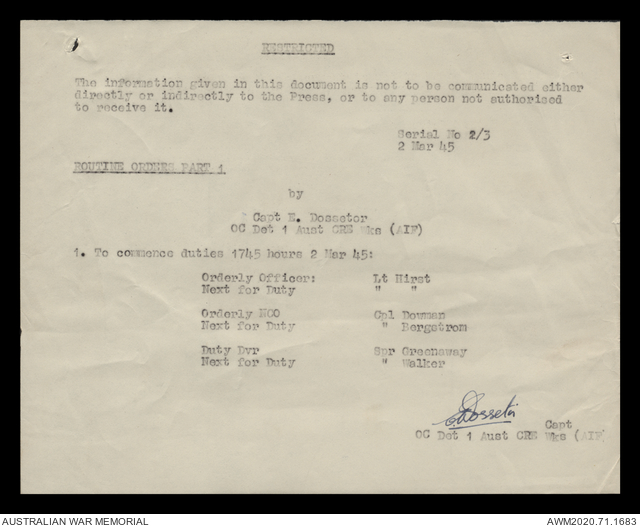 RESTRICTED
The information given in this document is not to be communicated either
directly or indirectly to the Press, or to any person not authorised
to receive it.
Serial No 2/3
2 Mar 45
ROUTINE ORDRES PART 1
by
Capt E. Dossetor
OC Det 1 Aust CRE Wks (AIF)
1. To commence duties 1745 hours 2 Mar 45:
Orderly Officer: Lt Hirst
Next for Duty " "
Orderly NCO Cpl Dowman
Next for Duty " Bergstrom
Duty Dvr Spr Greenaway
Next for Duty " Walker
EDossetor
Capt
OC Det 1 Aust CRE Wks (AIF)
AUSTRALIAN WAR MEMORIAL AWM2020.71.1683